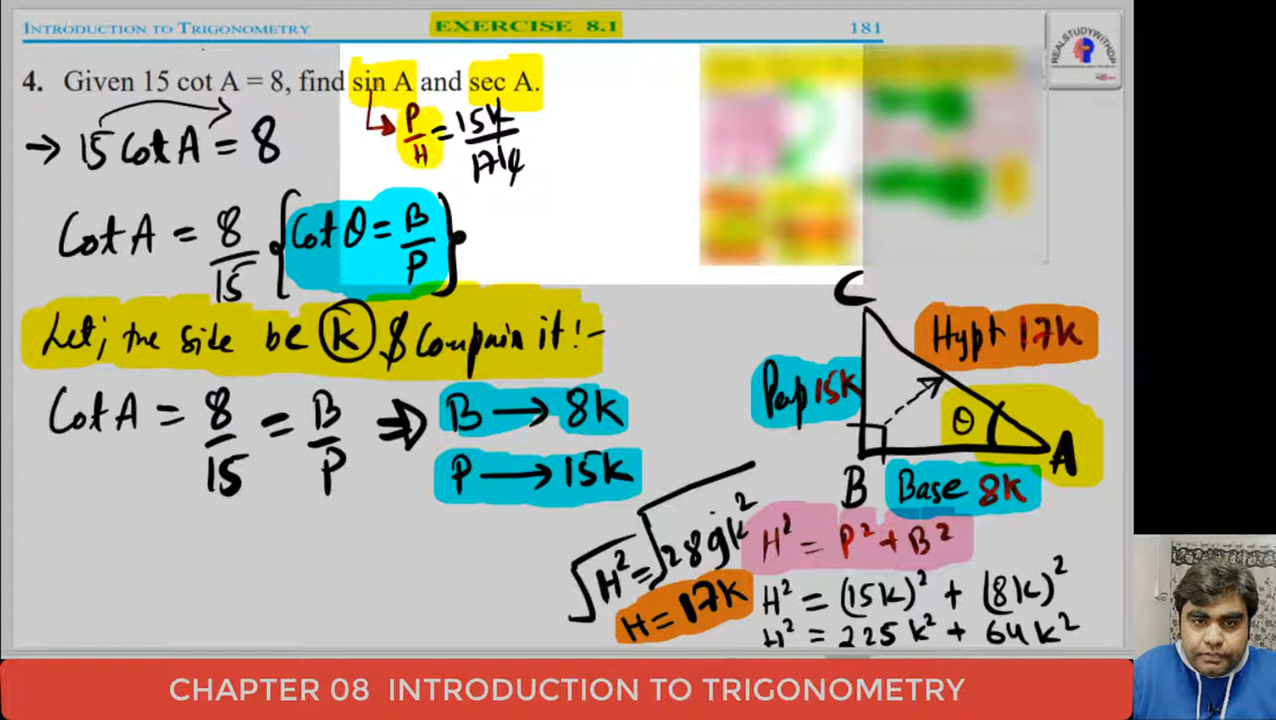 INTRODUCTION TO TRIGONOMETRY EXERCISE 8.1 181
REALSTUDYWITHDP
4. Given 15 cot A = 8, find sin A and sec A.
→ 15 Cot A = 8
P/H = 15k/17k
Cot A = 8/15 {Cot θ = B/P}
Let; the side be k & Compain it:-
Cot A = 8/15 = B/P ⇒ B → 8k
P → 15k
C
Hypt 17k
Perp 15k
θ
A
B
Base 8k
H² = P² + B²
H² = (15k)² + (8k)²
H² = 225k² + 64k²
√H² = √289k²
H = 17k
CHAPTER 08 INTRODUCTION TO TRIGONOMETRY